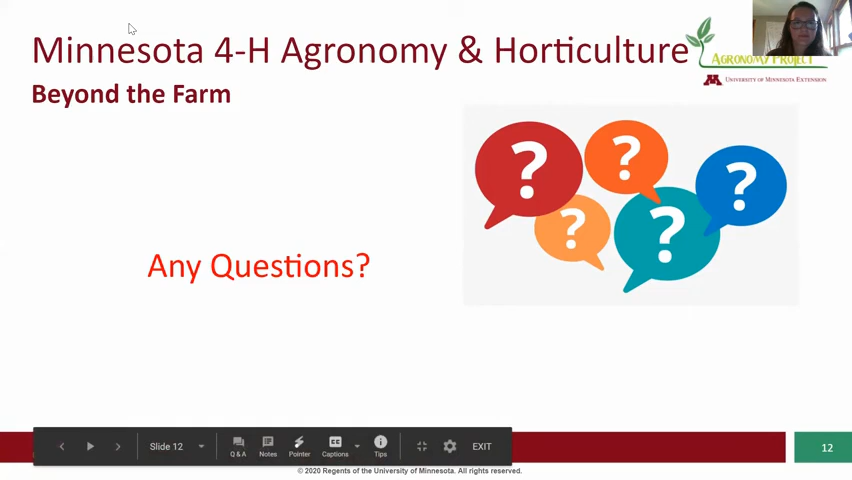 Minnesota 4-H Agronomy & Horticulture
Beyond the Farm
AGRONOMY PROJECT
M UNIVERSITY OF MINNESOTA EXTENSION
? ? ? ? ?
Any Questions?
Slide 12
Q & A Notes Pointer Captions Tips EXIT
CC
12
© 2020 Regents of the University of Minnesota. All rights reserved.